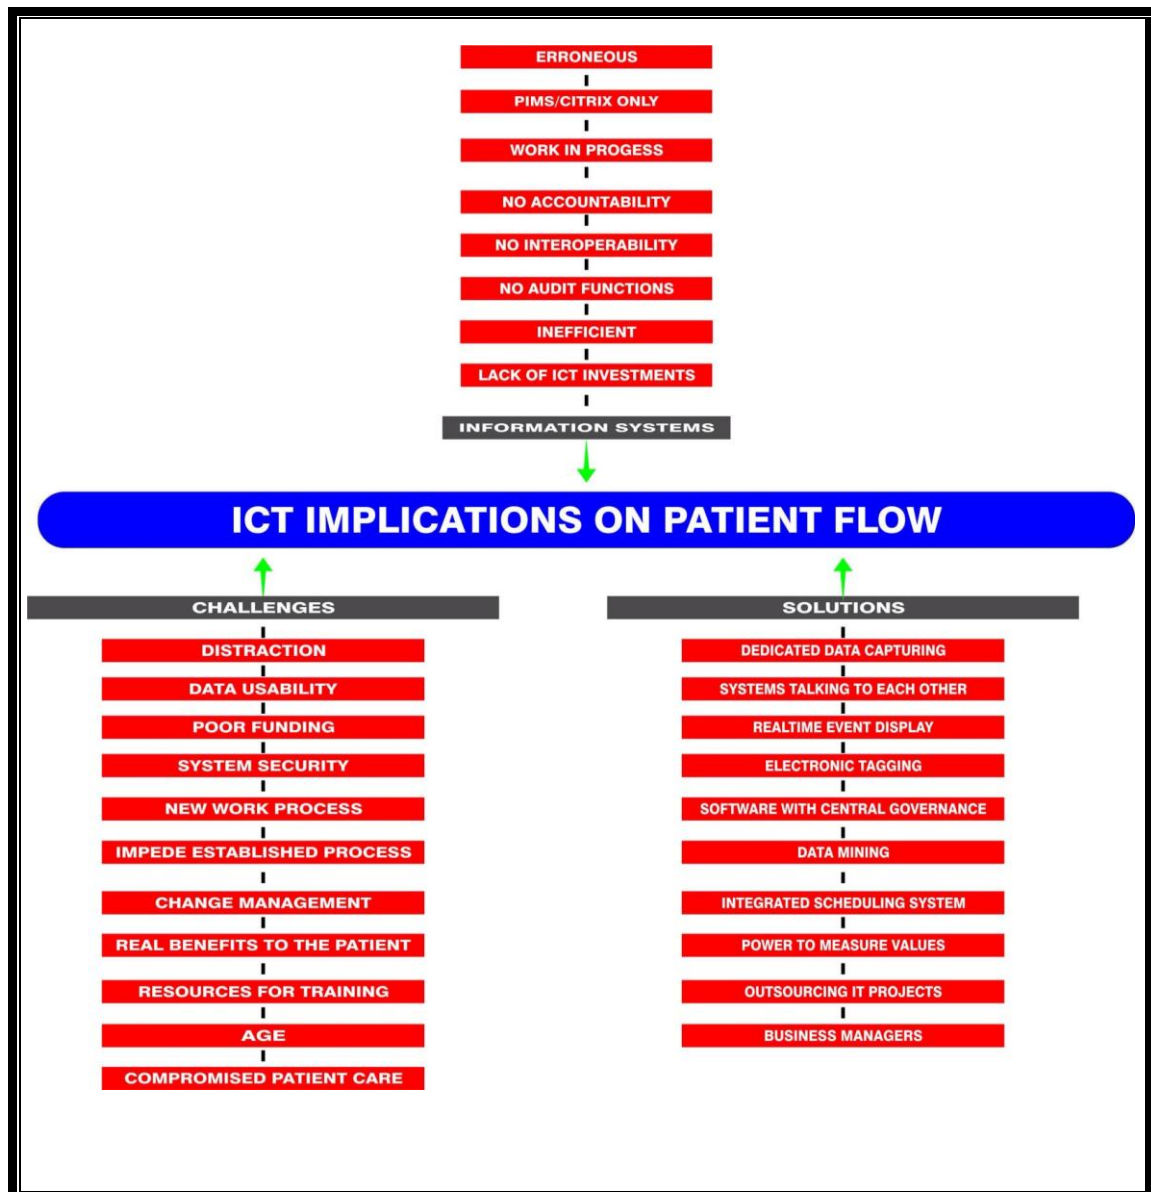 ERRONEOUS
PIMS/CITRIX ONLY
WORK IN PROGESS
NO ACCOUNTABILITY
NO INTEROPERABILITY
NO AUDIT FUNCTIONS
INEFFICIENT
LACK OF ICT INVESTMENTS
INFORMATION SYSTEMS
ICT IMPLICATIONS ON PATIENT FLOW
CHALLENGES
DISTRACTION
DATA USABILITY
POOR FUNDING
SYSTEM SECURITY
NEW WORK PROCESS
IMPEDE ESTABLISHED PROCESS
CHANGE MANAGEMENT
REAL BENEFITS TO THE PATIENT
RESOURCES FOR TRAINING
AGE
COMPROMISED PATIENT CARE
SOLUTIONS
DEDICATED DATA CAPTURING
SYSTEMS TALKING TO EACH OTHER
REALTIME EVENT DISPLAY
ELECTRONIC TAGGING
SOFTWARE WITH CENTRAL GOVERNANCE
DATA MINING
INTEGRATED SCHEDULING SYSTEM
POWER TO MEASURE VALUES
OUTSOURCING IT PROJECTS
BUSINESS MANAGERS